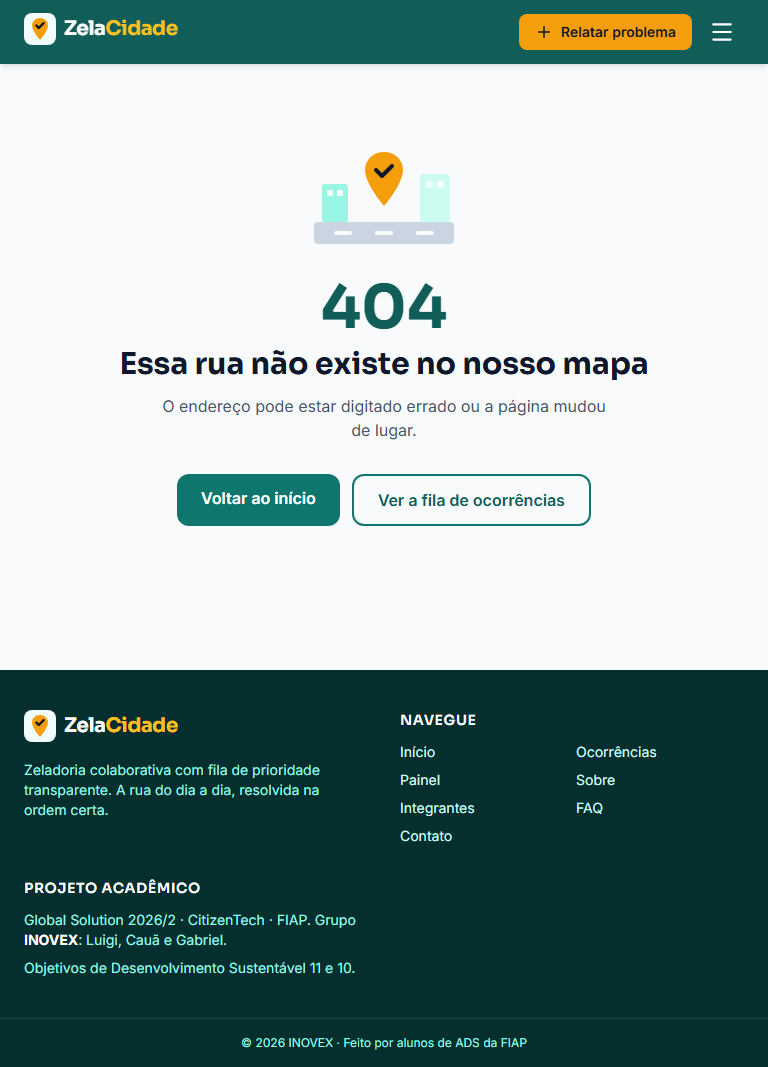 ZelaCidade
Relatar problema
404
Essa rua não existe no nosso mapa
O endereço pode estar digitado errado ou a página mudou
de lugar.
Voltar ao início
Ver a fila de ocorrências
ZelaCidade
Zeladoria colaborativa com fila de prioridade
transparente. A rua do dia a dia, resolvida na
ordem certa.
NAVEGUE
Início
Ocorrências
Painel
Sobre
Integrantes
FAQ
Contato
PROJETO ACADÊMICO
Global Solution 2026/2 · CitizenTech · FIAP. Grupo
INOVEX: Luigi, Cauã e Gabriel.
Objetivos de Desenvolvimento Sustentável 11 e 10.
© 2026 INOVEX · Feito por alunos de ADS da FIAP